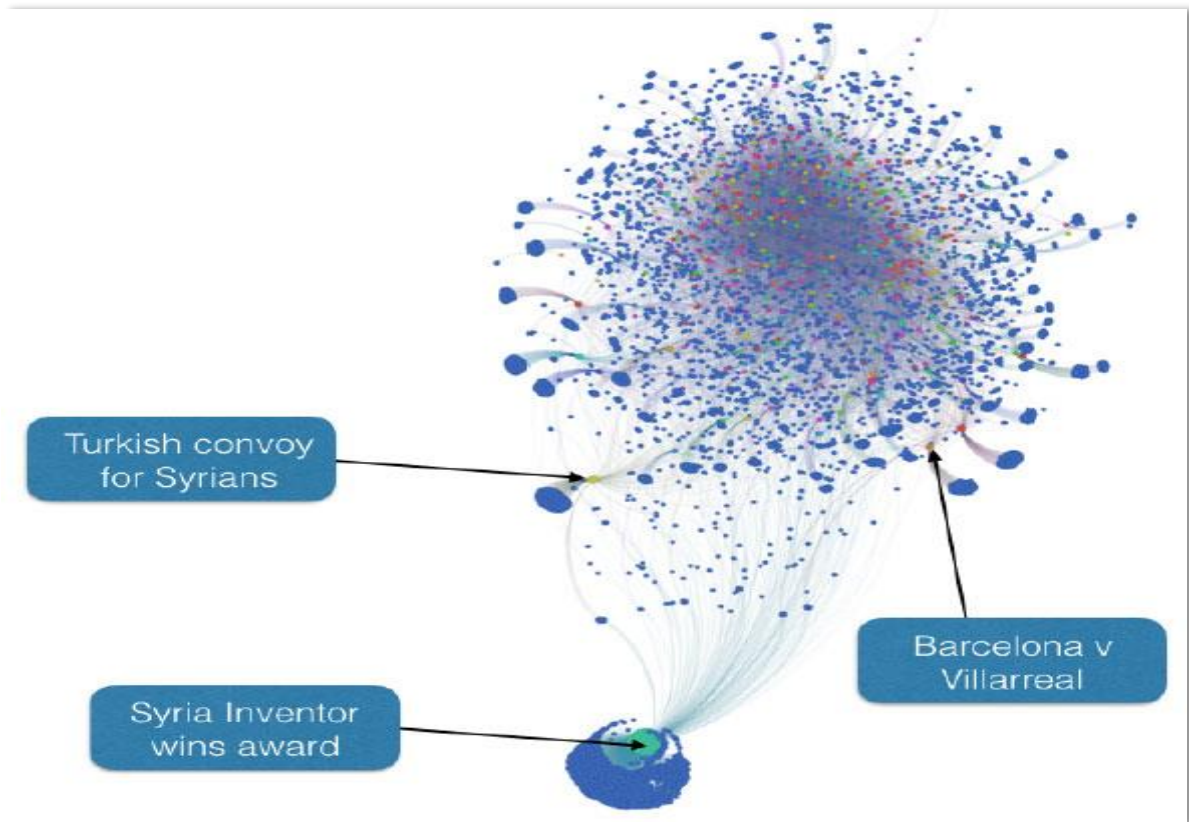 Turkish convoy
for Syrians
Barcelona v
Villarreal
Syria Inventor
wins award